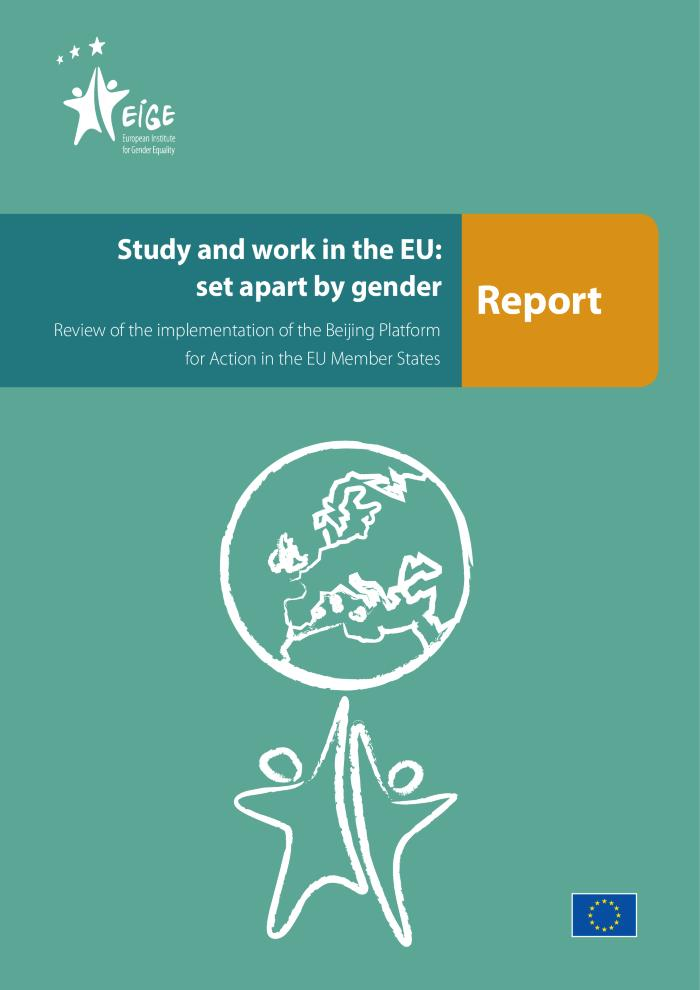 EIGE
European Institute
for Gender Equality
Study and work in the EU:
set apart by gender
Review of the implementation of the Beijing Platform
for Action in the EU Member States
Report